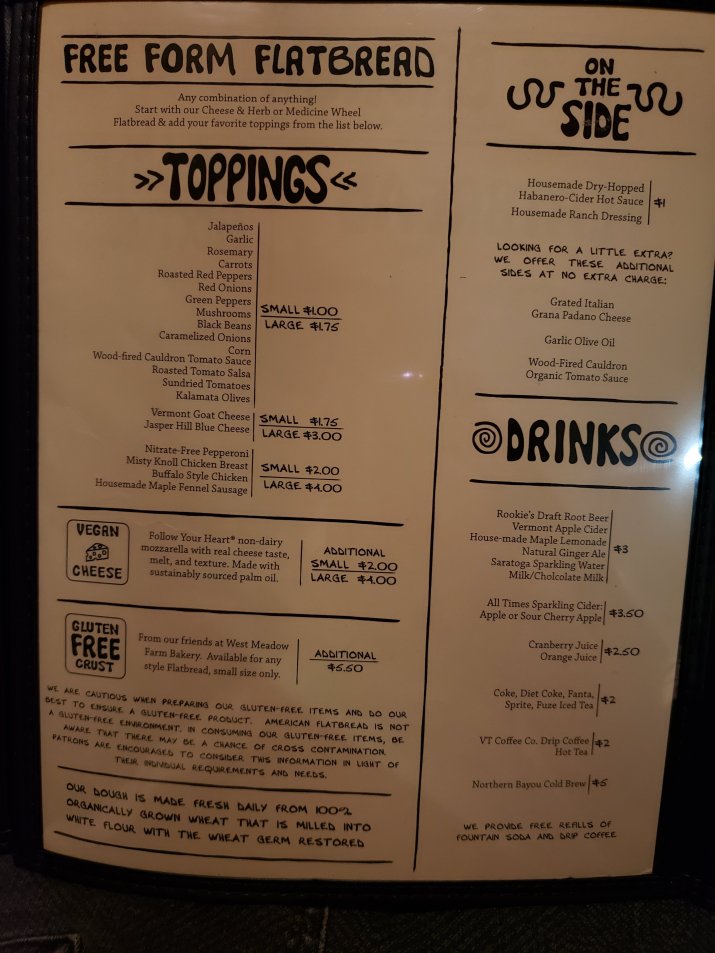 FREE FORM FLATBREAD
Any combination of anything!
Start with our Cheese & Herb or Medicine Wheel
Flatbread & add your favorite toppings from the list below.
»TOPPINGS«
Jalapeños
Garlic
Rosemary
Carrots
Roasted Red Peppers
Red Onions
Green Peppers
Mushrooms
Black Beans
Caramelized Onions
Corn
Wood-fired Cauldron Tomato Sauce
Roasted Tomato Salsa
Sundried Tomatoes
Kalamata Olives
SMALL $1.00
LARGE $1.75
Vermont Goat Cheese
Jasper Hill Blue Cheese
SMALL $1.75
LARGE $3.00
Nitrate-Free Pepperoni
Misty Knoll Chicken Breast
Buffalo Style Chicken
Housemade Maple Fennel Sausage
SMALL $2.00
LARGE $4.00
VEGAN
CHEESE
Follow Your Heart® non-dairy
mozzarella with real cheese taste,
melt, and texture. Made with
sustainably sourced palm oil.
ADDITIONAL
SMALL $2.00
LARGE $4.00
GLUTEN
FREE
CRUST
From our friends at West Meadow
Farm Bakery. Available for any
style Flatbread, small size only.
ADDITIONAL
$5.50
WE ARE CAUTIOUS WHEN PREPARING OUR GLUTEN-FREE ITEMS AND DO OUR
BEST TO ENSURE A GLUTEN-FREE PRODUCT. AMERICAN FLATBREAD IS NOT
A GLUTEN-FREE ENVIRONMENT. IN CONSUMING OUR GLUTEN-FREE ITEMS, BE
AWARE THAT THERE MAY BE A CHANCE OF CROSS CONTAMINATION.
PATRONS ARE ENCOURAGED TO CONSIDER THIS INFORMATION IN LIGHT OF
THEIR INDIVIDUAL REQUIREMENTS AND NEEDS.
OUR DOUGH IS MADE FRESH DAILY FROM 100%
ORGANICALLY GROWN WHEAT THAT IS MILLED INTO
WHITE FLOUR WITH THE WHEAT GERM RESTORED
ON
THE
SIDE
Housemade Dry-Hopped
Habanero-Cider Hot Sauce
Housemade Ranch Dressing
$1
LOOKING FOR A LITTLE EXTRA?
WE OFFER THESE ADDITIONAL
SIDES AT NO EXTRA CHARGE:
Grated Italian
Grana Padano Cheese
Garlic Olive Oil
Wood-Fired Cauldron
Organic Tomato Sauce
DRINKS
Rookie's Draft Root Beer
Vermont Apple Cider
House-made Maple Lemonade
Natural Ginger Ale
Saratoga Sparkling Water
Milk/Cholcolate Milk
$3
All Times Sparkling Cider:
Apple or Sour Cherry Apple
$3.50
Cranberry Juice
Orange Juice
$2.50
Coke, Diet Coke, Fanta,
Sprite, Fuze Iced Tea
$2
VT Coffee Co. Drip Coffee
Hot Tea
$2
Northern Bayou Cold Brew
$5
WE PROVIDE FREE REFILLS OF
FOUNTAIN SODA AND DRIP COFFEE